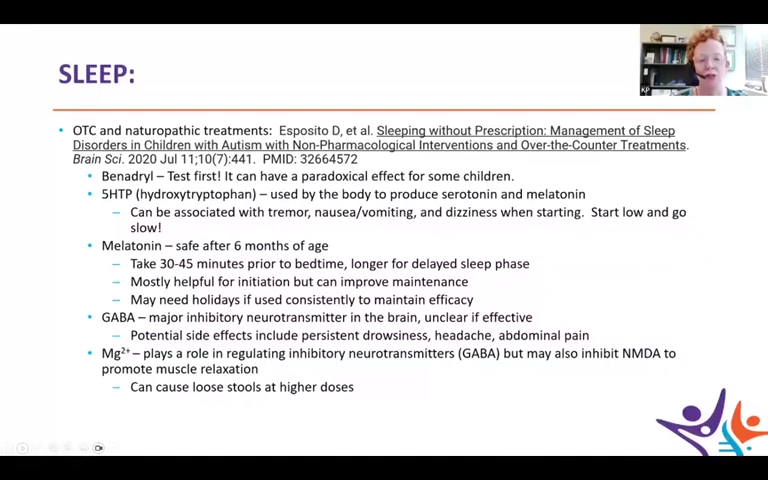 SLEEP:
KP
• OTC and naturopathic treatments: Esposito D, et al. Sleeping without Prescription: Management of Sleep
Disorders in Children with Autism with Non-Pharmacological Interventions and Over-the-Counter Treatments.
Brain Sci. 2020 Jul 11;10(7):441. PMID: 32664572
• Benadryl – Test first! It can have a paradoxical effect for some children.
• 5HTP (hydroxytryptophan) – used by the body to produce serotonin and melatonin
– Can be associated with tremor, nausea/vomiting, and dizziness when starting. Start low and go
slow!
• Melatonin – safe after 6 months of age
– Take 30-45 minutes prior to bedtime, longer for delayed sleep phase
– Mostly helpful for initiation but can improve maintenance
– May need holidays if used consistently to maintain efficacy
• GABA – major inhibitory neurotransmitter in the brain, unclear if effective
– Potential side effects include persistent drowsiness, headache, abdominal pain
• Mg²⁺ – plays a role in regulating inhibitory neurotransmitters (GABA) but may also inhibit NMDA to
promote muscle relaxation
– Can cause loose stools at higher doses